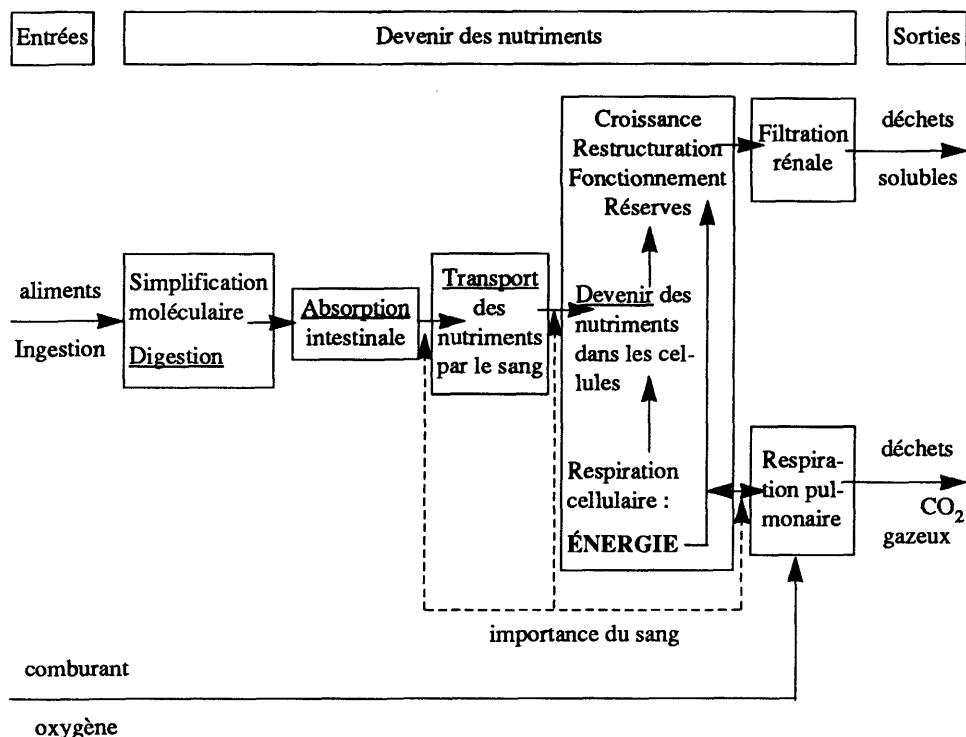 Entrées
Devenir des nutriments
Sorties
Croissance
Restructuration
Fonctionnement
Réserves
Filtration
rénale
déchets
solubles
aliments
Ingestion
Simplification
moléculaire
Digestion
Absorption
intestinale
Transport
des
nutriments
par le sang
Devenir des
nutriments
dans les cel-
lules
Respiration
cellulaire :
ÉNERGIE
Respira-
tion pul-
monaire
déchets
CO2
gazeux
importance du sang
comburant
oxygène